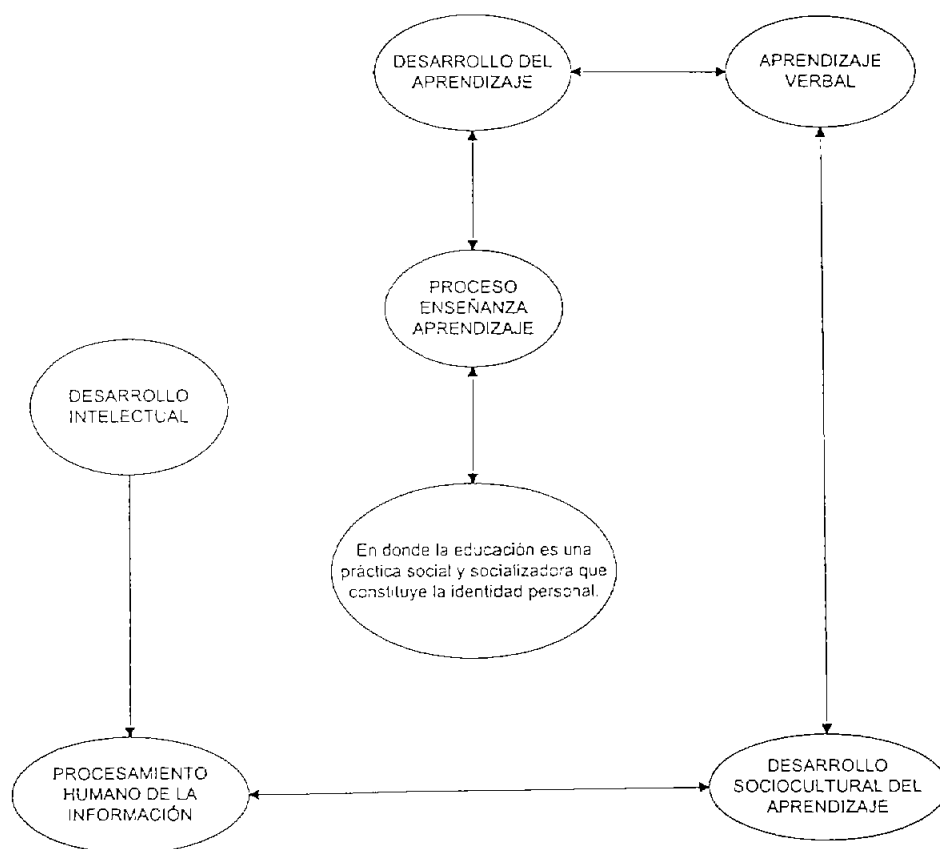 DESARROLLO DEL
APRENDIZAJE
APRENDIZAJE
VERBAL
PROCESO
ENSEÑANZA
APRENDIZAJE
DESARROLLO
INTELECTUAL
En donde la educación es una
práctica social y socializadora que
constituye la identidad personal.
PROCESAMIENTO
HUMANO DE LA
INFORMACIÓN
DESARROLLO
SOCIOCULTURAL DEL
APRENDIZAJE